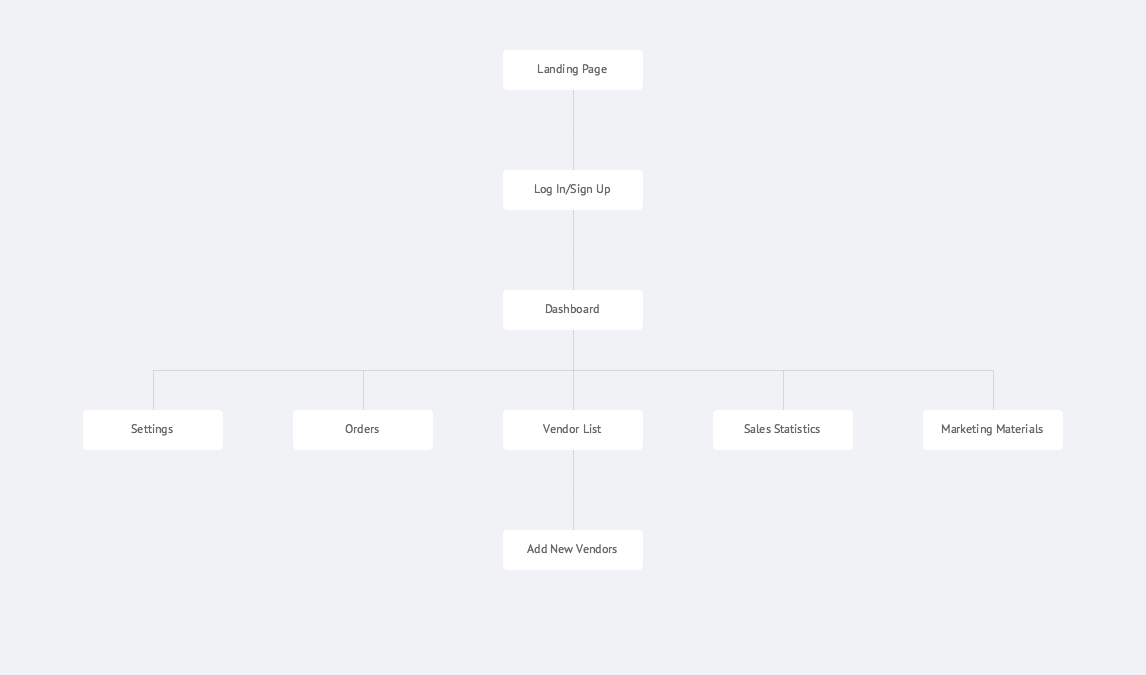 Landing Page
Log In/Sign Up
Dashboard
Settings
Orders
Vendor List
Sales Statistics
Marketing Materials
Add New Vendors